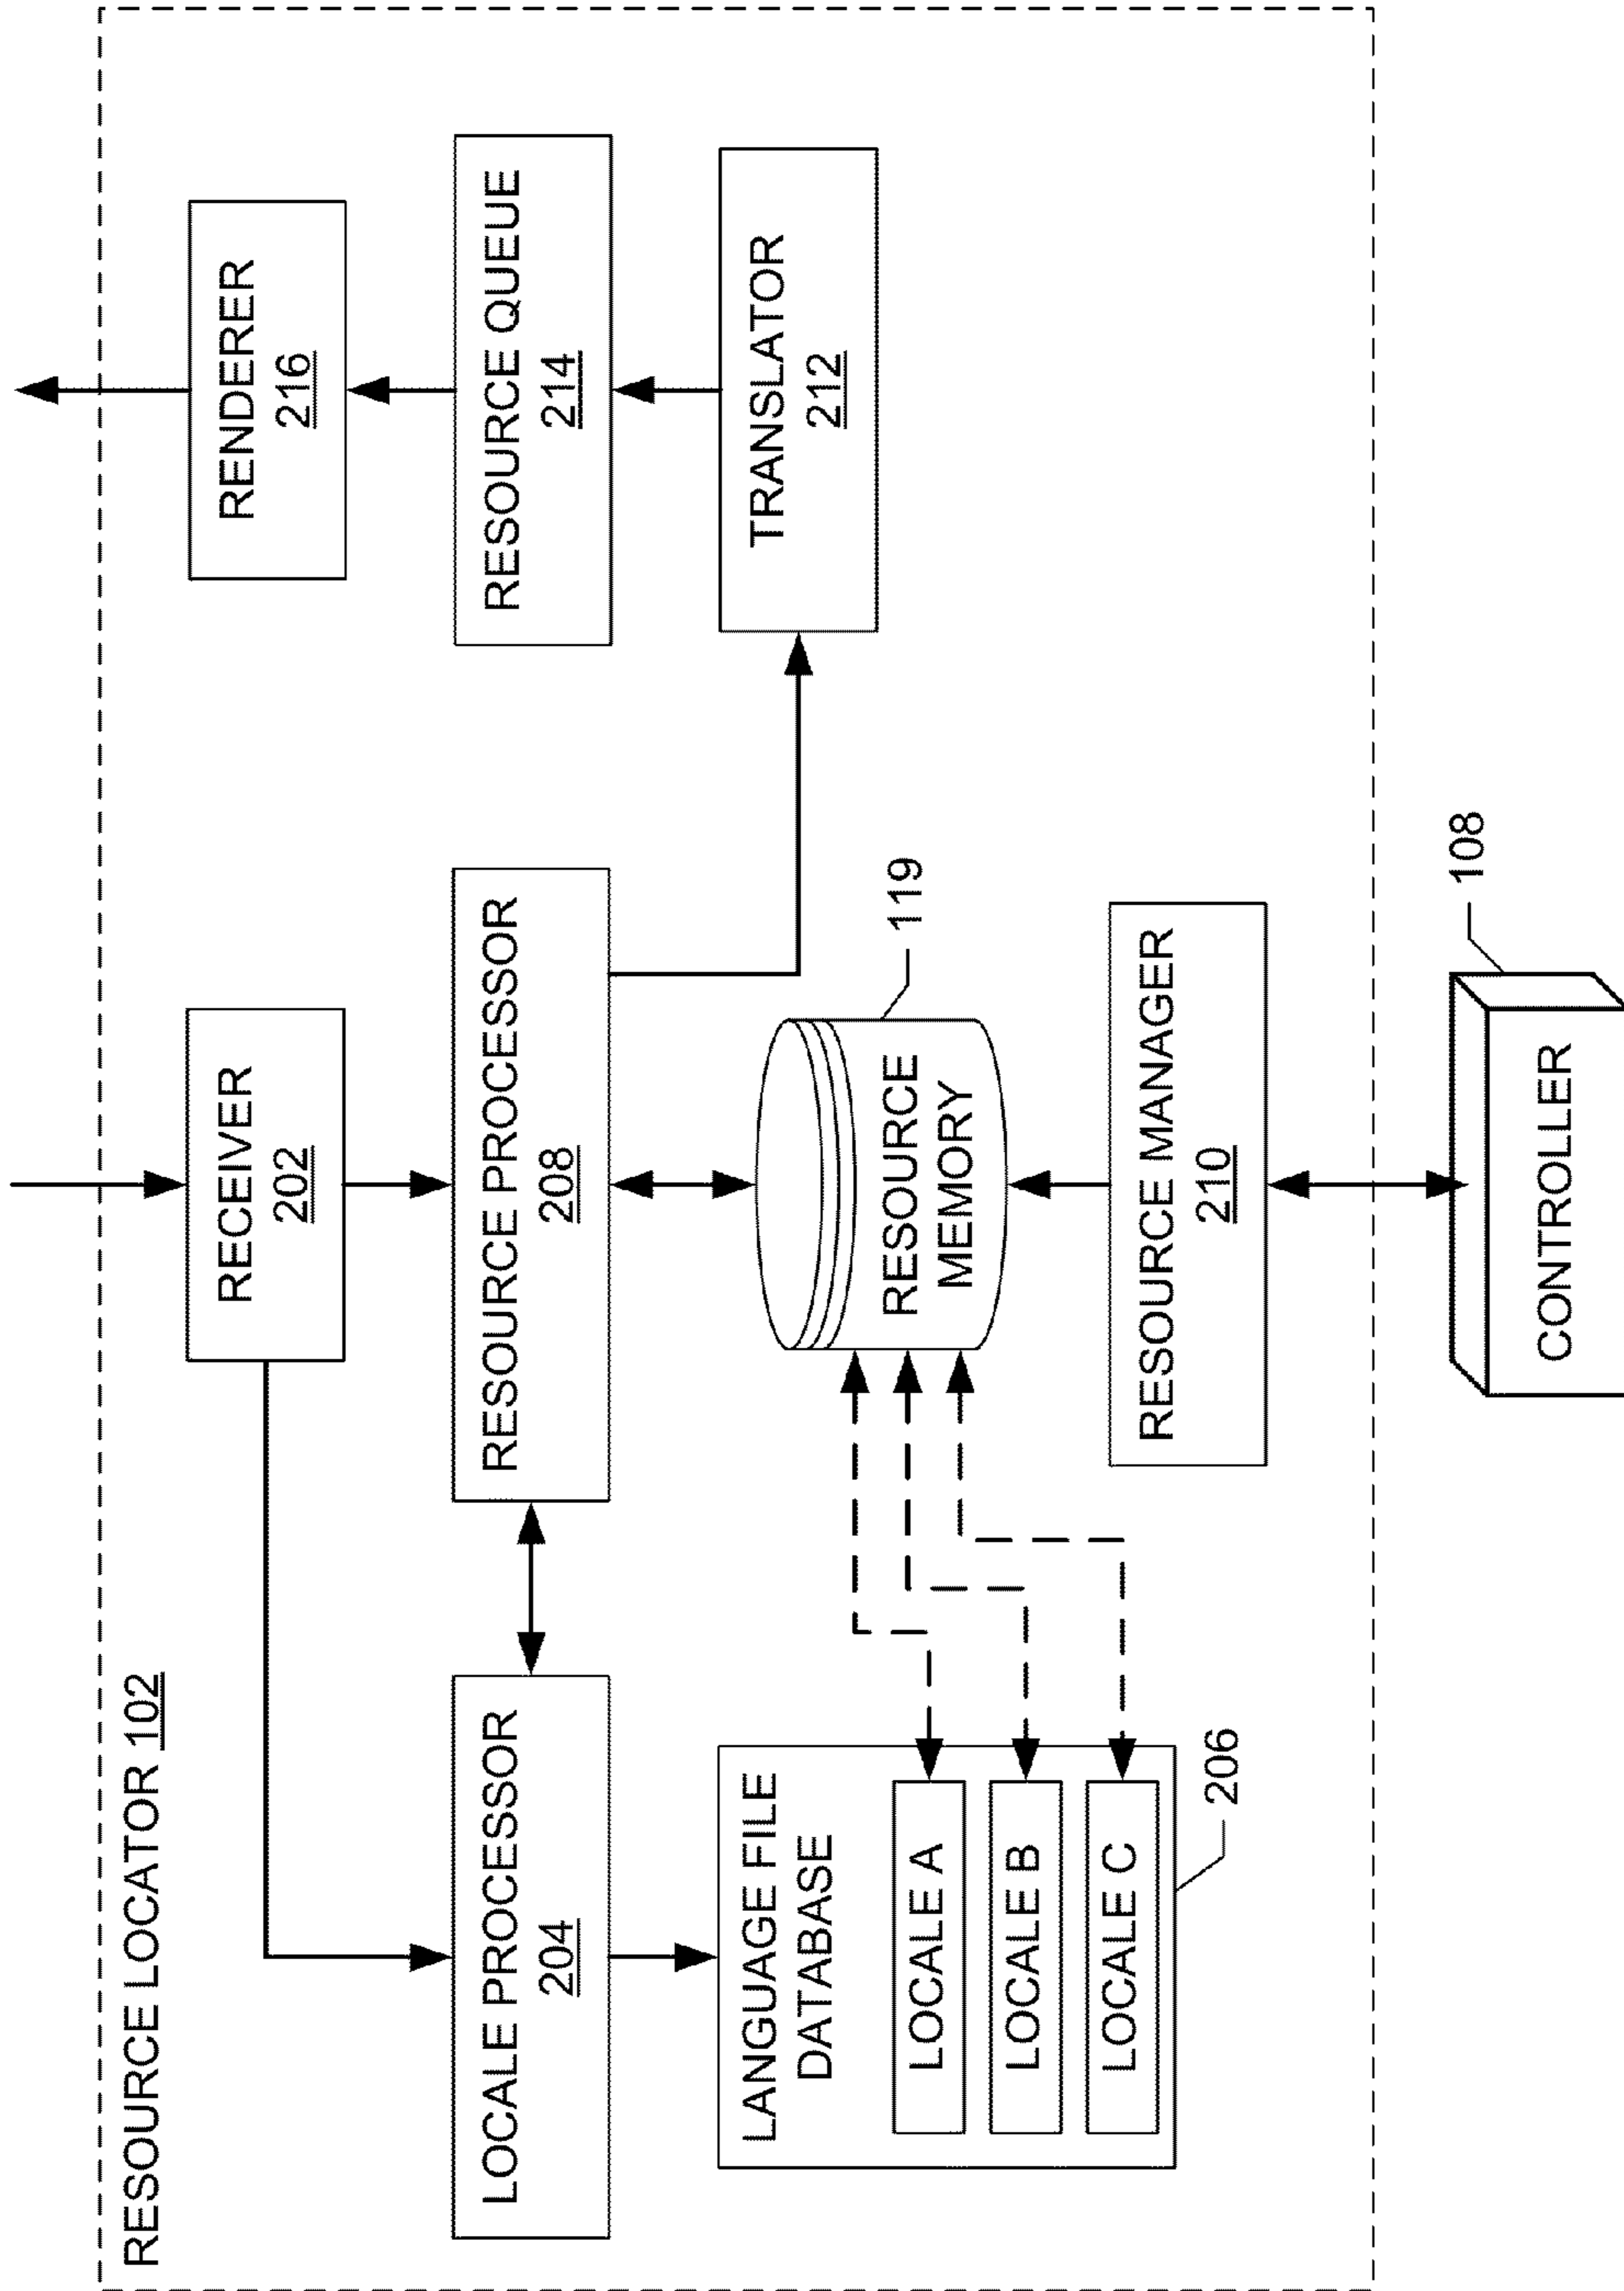 RESOURCE LOCATOR 102
RECEIVER
202
RENDERER
216
LOCALE PROCESSOR
204
RESOURCE PROCESSOR
208
RESOURCE QUEUE
214
LANGUAGE FILE
DATABASE
LOCALE A
LOCALE B
LOCALE C
206
RESOURCE
MEMORY
119
TRANSLATOR
212
RESOURCE MANAGER
210
CONTROLLER
108